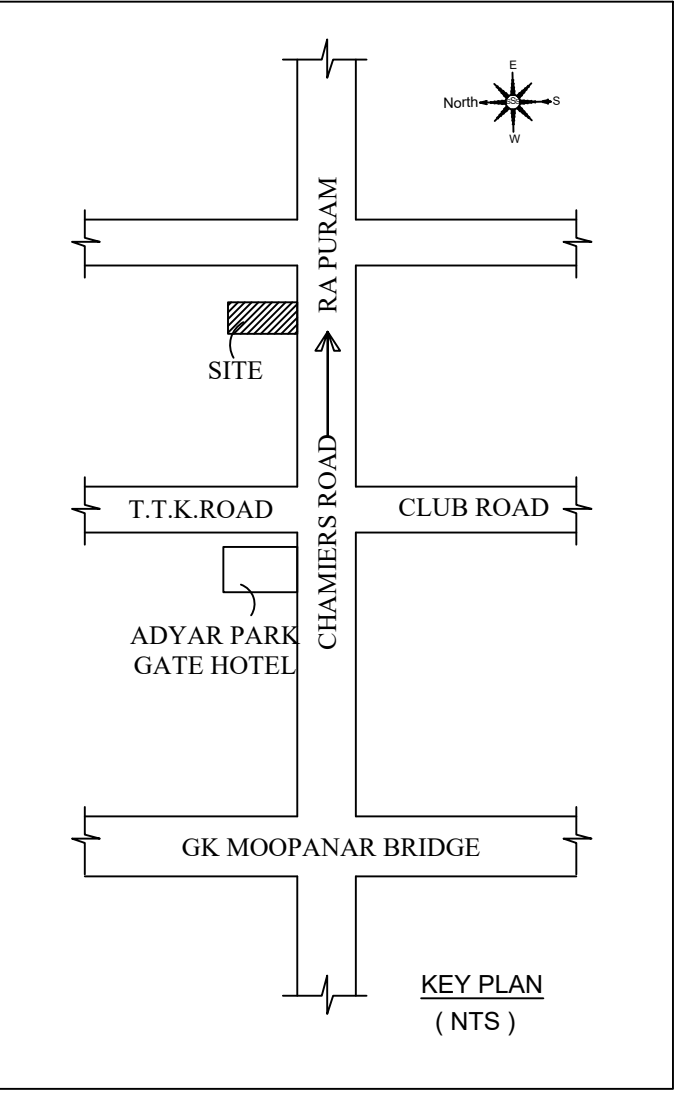 E
North
S
W
RA PURAM
SITE
CHAMIERS ROAD
T.T.K.ROAD
CLUB ROAD
ADYAR PARK
GATE HOTEL
GK MOOPANAR BRIDGE
KEY PLAN
( NTS )